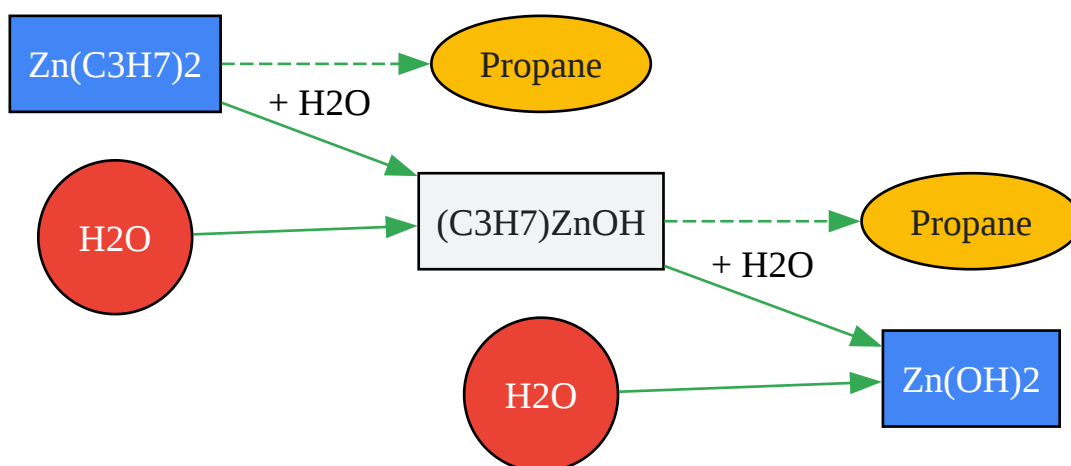 Zn(C3H7)2
Propane
+ H2O
H2O
(C3H7)ZnOH
Propane
+ H2O
H2O
Zn(OH)2